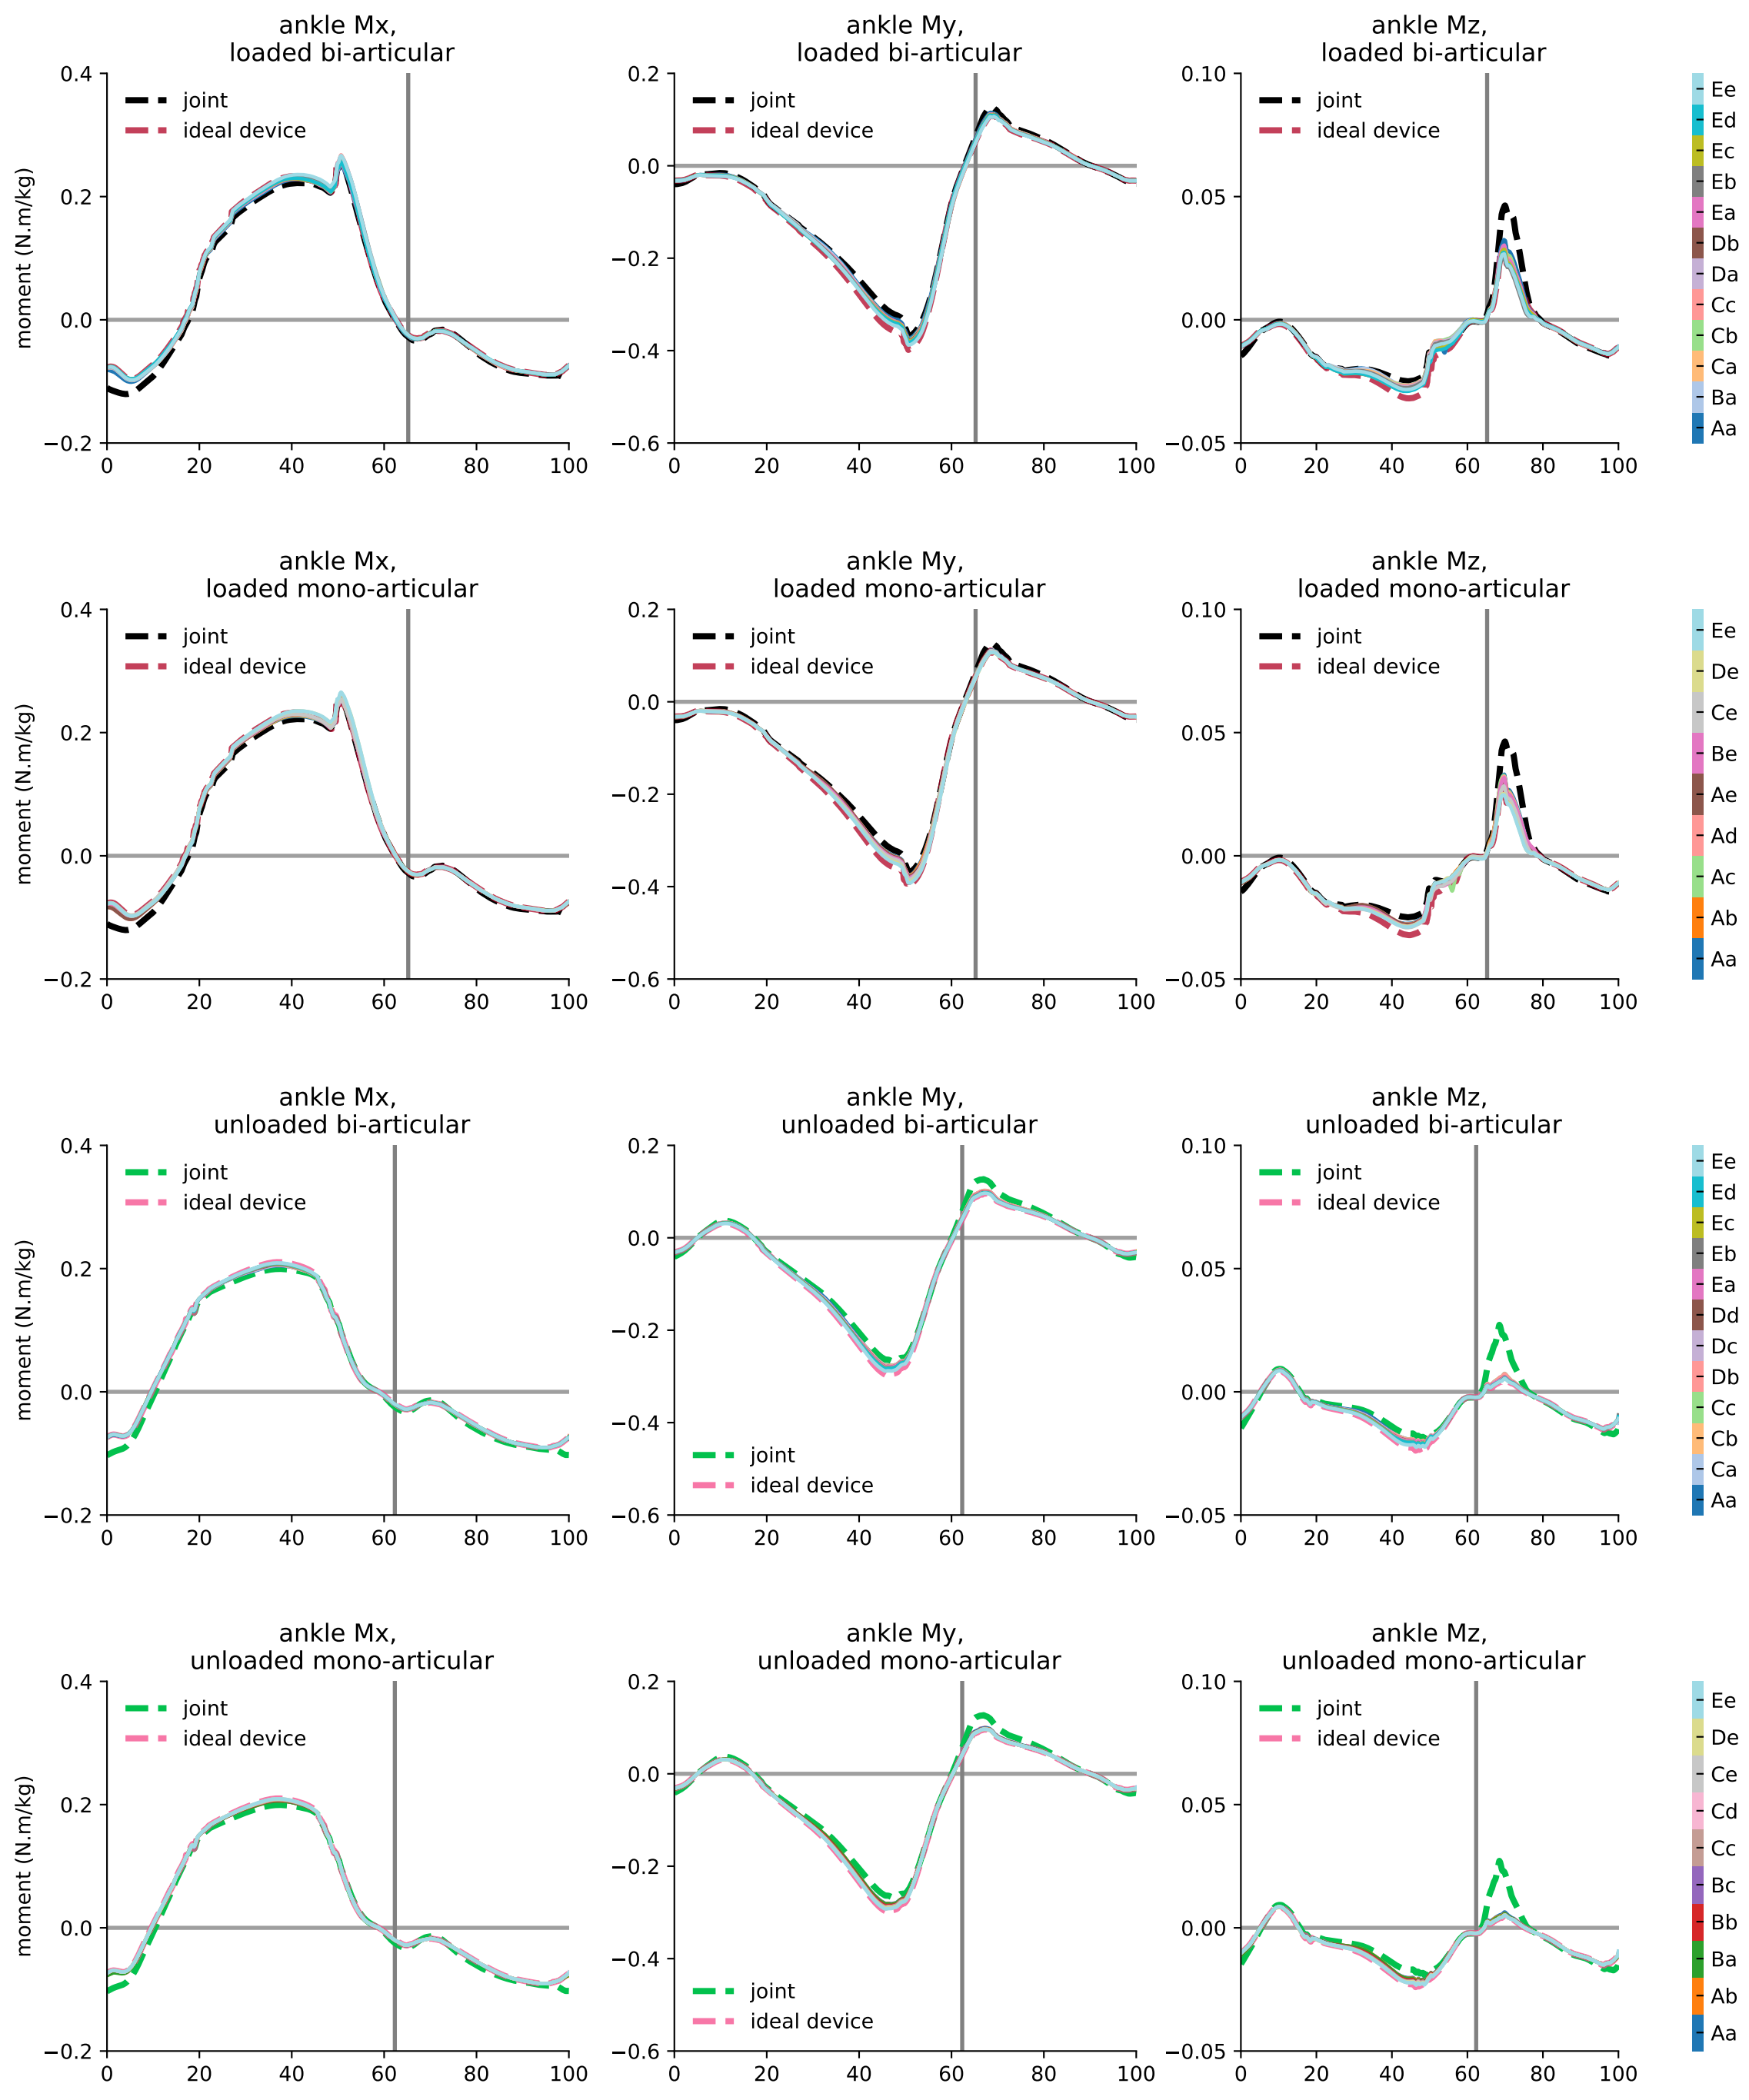 ankle Mx,
loaded bi-articular
ankle My,
loaded bi-articular
ankle Mz,
loaded bi-articular
moment (N.m/kg)
0.4
0.2
0.0
−0.2
joint
ideal device
0 20 40 60 80 100
0.2
0.0
−0.2
−0.4
−0.6
joint
ideal device
0 20 40 60 80 100
0.10
0.05
0.00
−0.05
joint
ideal device
0 20 40 60 80 100
Ee
Ed
Ec
Eb
Ea
Db
Da
Cc
Cb
Ca
Ba
Aa
ankle Mx,
loaded mono-articular
ankle My,
loaded mono-articular
ankle Mz,
loaded mono-articular
moment (N.m/kg)
0.4
0.2
0.0
−0.2
joint
ideal device
0 20 40 60 80 100
0.2
0.0
−0.2
−0.4
−0.6
joint
ideal device
0 20 40 60 80 100
0.10
0.05
0.00
−0.05
joint
ideal device
0 20 40 60 80 100
Ee
De
Ce
Be
Ae
Ad
Ac
Ab
Aa
ankle Mx,
unloaded bi-articular
ankle My,
unloaded bi-articular
ankle Mz,
unloaded bi-articular
moment (N.m/kg)
0.4
0.2
0.0
−0.2
joint
ideal device
0 20 40 60 80 100
0.2
0.0
−0.2
−0.4
−0.6
joint
ideal device
0 20 40 60 80 100
0.10
0.05
0.00
−0.05
joint
ideal device
0 20 40 60 80 100
Ee
Ed
Ec
Eb
Ea
Dd
Dc
Db
Cc
Cb
Ca
Aa
ankle Mx,
unloaded mono-articular
ankle My,
unloaded mono-articular
ankle Mz,
unloaded mono-articular
moment (N.m/kg)
0.4
0.2
0.0
−0.2
joint
ideal device
0 20 40 60 80 100
0.2
0.0
−0.2
−0.4
−0.6
joint
ideal device
0 20 40 60 80 100
0.10
0.05
0.00
−0.05
joint
ideal device
0 20 40 60 80 100
Ee
De
Ce
Cd
Cc
Bc
Bb
Ba
Ab
Aa